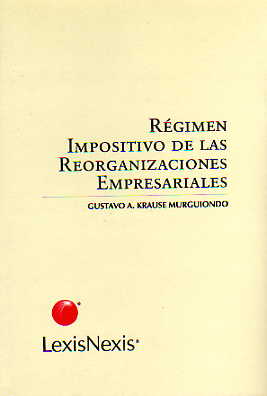 RÉGIMEN
IMPOSITIVO DE LAS
REORGANIZACIONES
EMPRESARIALES
GUSTAVO A. KRAUSE MURGUIONDO
LexisNexis®